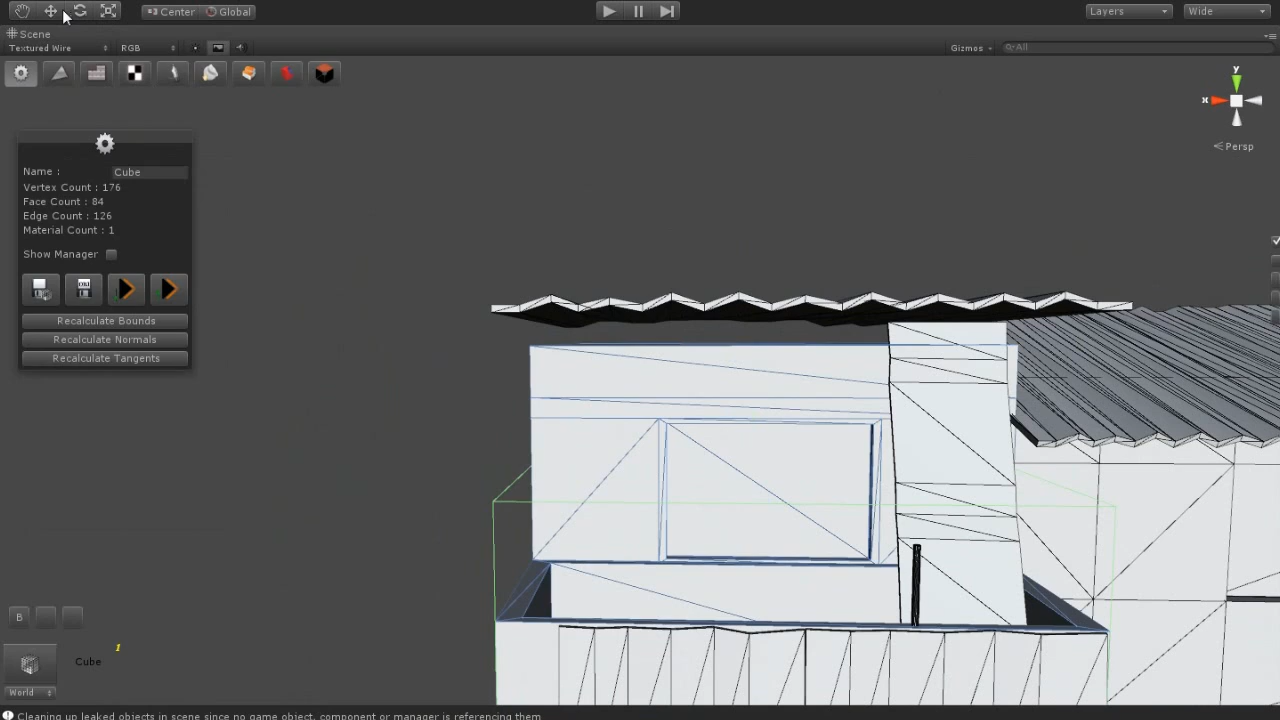 Center Global Layers Wide
Scene
Textured Wire RGB Gizmos All
y
x
Persp
Name : Cube
Vertex Count : 176
Face Count : 84
Edge Count : 126
Material Count : 1
Show Manager
OBJ
Recalculate Bounds
Recalculate Normals
Recalculate Tangents
B
1
Cube
World
Cleaning up leaked objects in scene since no game object, component or manager is referencing them